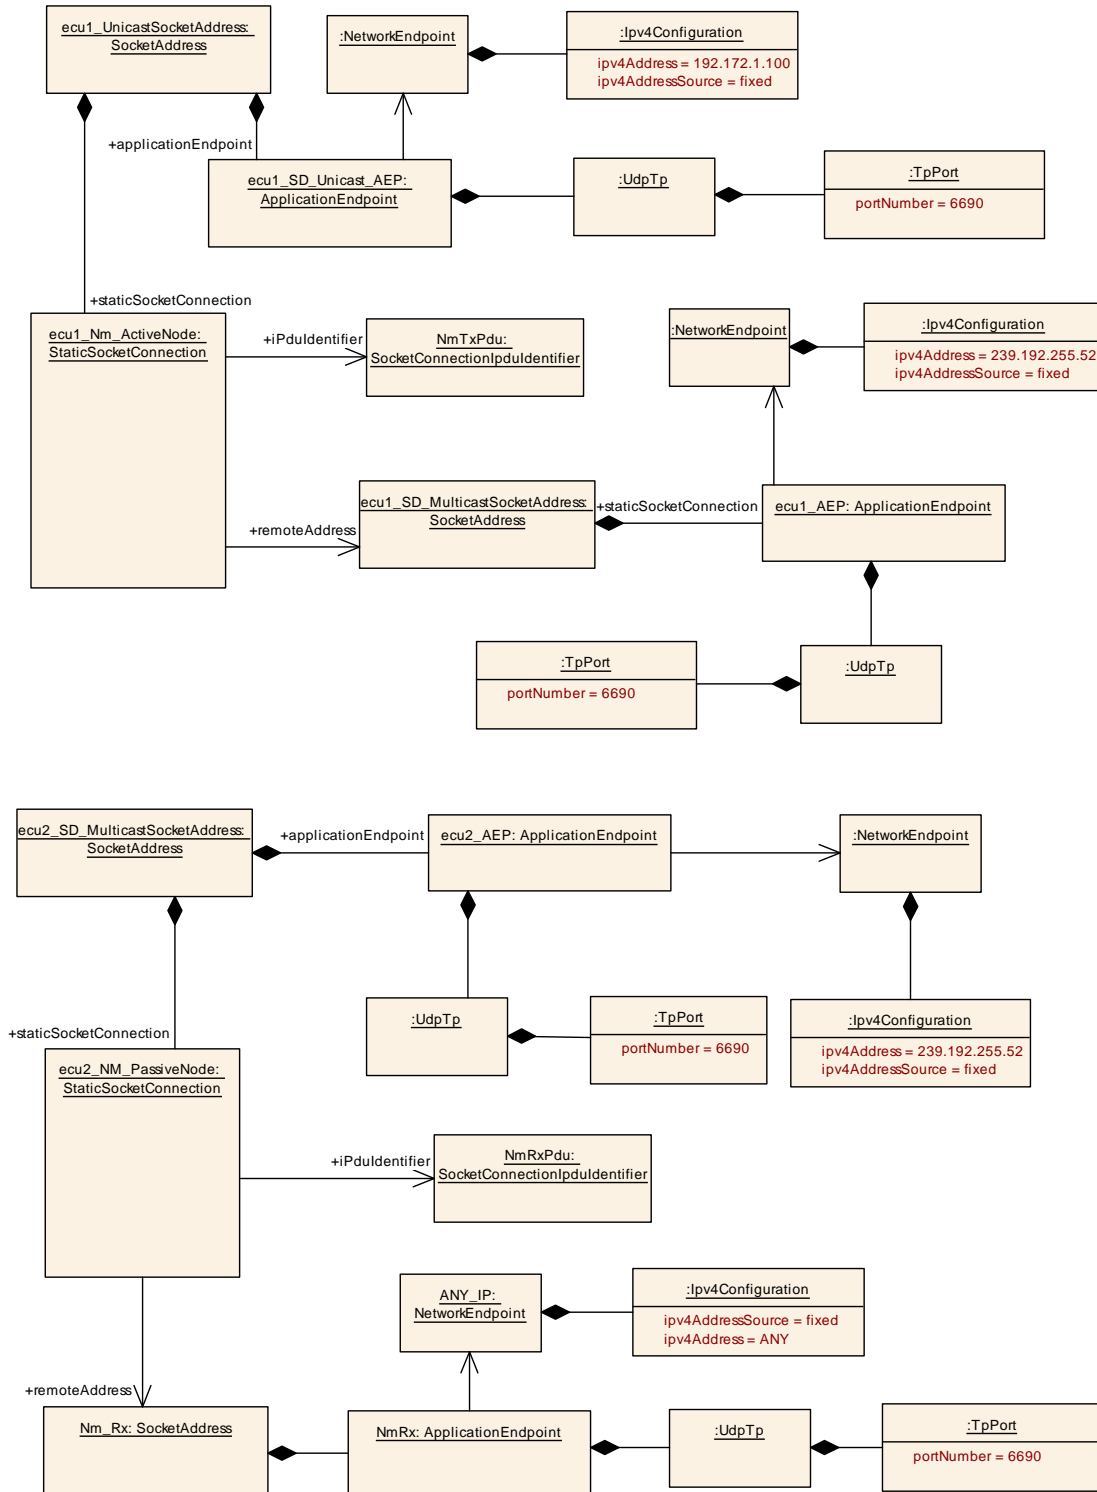 ecu1_UnicastSocketAddress:
SocketAddress
:NetworkEndpoint
:Ipv4Configuration
ipv4Address = 192.172.1.100
ipv4AddressSource = fixed
+applicationEndpoint
ecu1_SD_Unicast_AEP:
ApplicationEndpoint
:UdpTp
:TpPort
portNumber = 6690
+staticSocketConnection
ecu1_Nm_ActiveNode:
StaticSocketConnection
+iPduIdentifier
NmTxPdu:
SocketConnectionIpduIdentifier
:NetworkEndpoint
:Ipv4Configuration
ipv4Address = 239.192.255.52
ipv4AddressSource = fixed
+remoteAddress
ecu1_SD_MulticastSocketAddress:
SocketAddress
+staticSocketConnection
ecu1_AEP: ApplicationEndpoint
:TpPort
portNumber = 6690
:UdpTp
ecu2_SD_MulticastSocketAddress:
SocketAddress
+applicationEndpoint
ecu2_AEP: ApplicationEndpoint
:NetworkEndpoint
:UdpTp
:TpPort
portNumber = 6690
:Ipv4Configuration
ipv4Address = 239.192.255.52
ipv4AddressSource = fixed
+staticSocketConnection
ecu2_NM_PassiveNode:
StaticSocketConnection
+iPduIdentifier
NmRxPdu:
SocketConnectionIpduIdentifier
ANY_IP:
NetworkEndpoint
:Ipv4Configuration
ipv4AddressSource = fixed
ipv4Address = ANY
+remoteAddress
Nm_Rx: SocketAddress
NmRx: ApplicationEndpoint
:UdpTp
:TpPort
portNumber = 6690